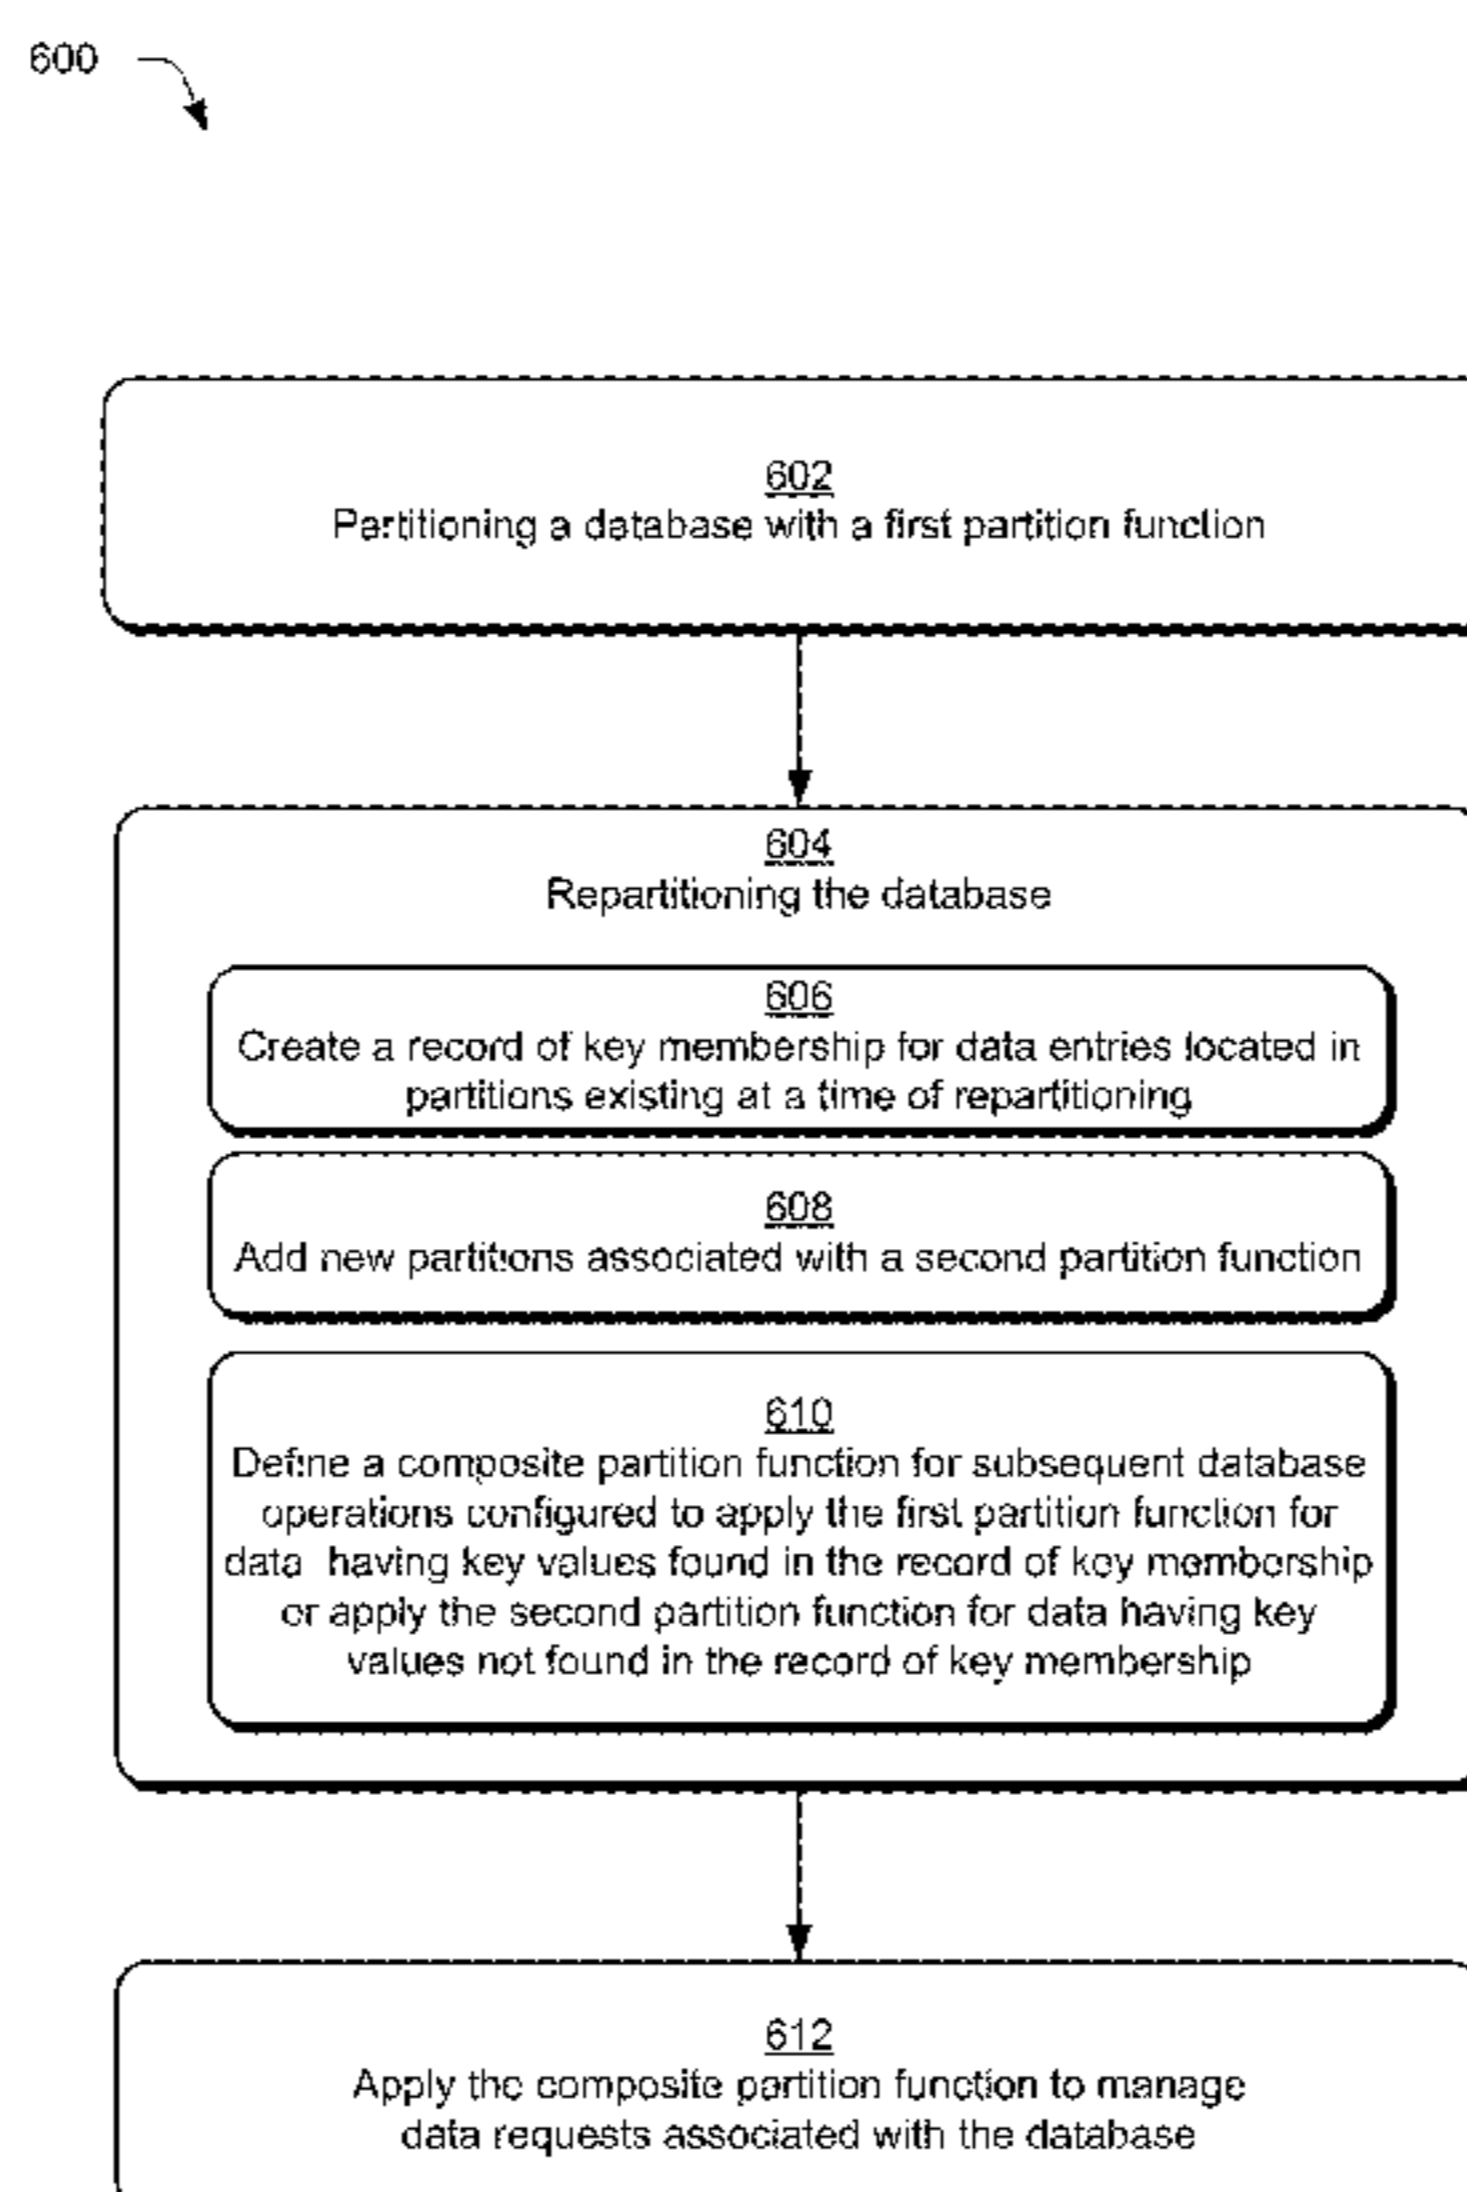 600
602
Partitioning a database with a first partition function
604
Repartitioning the database
606
Create a record of key membership for data entries located in
partitions existing at a time of repartitioning
608
Add new partitions associated with a second partition function
610
Define a composite partition function for subsequent database
operations configured to apply the first partition function for
data having key values found in the record of key membership
or apply the second partition function for data having key
values not found in the record of key membership
612
Apply the composite partition function to manage
data requests associated with the database